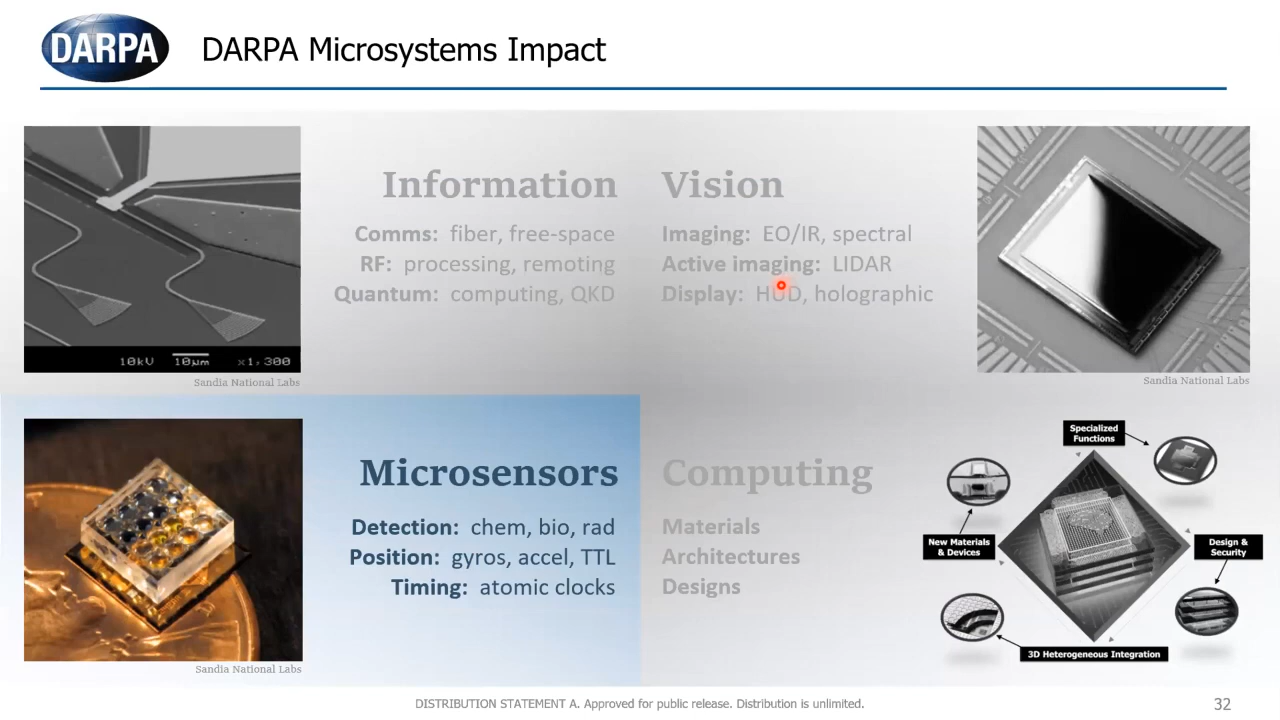 DARPA
DARPA Microsystems Impact
Information
Comms: fiber, free-space
RF: processing, remoting
Quantum: computing, QKD
10kV 10μm x1,300
Sandia National Labs
Vision
Imaging: EO/IR, spectral
Active imaging: LIDAR
Display: HUD, holographic
Sandia National Labs
Microsensors
Detection: chem, bio, rad
Position: gyros, accel, TTL
Timing: atomic clocks
Sandia National Labs
Computing
Materials
Architectures
Designs
Specialized
Functions
New Materials
& Devices
Design &
Security
3D Heterogeneous Integration
DISTRIBUTION STATEMENT A. Approved for public release. Distribution is unlimited.
32